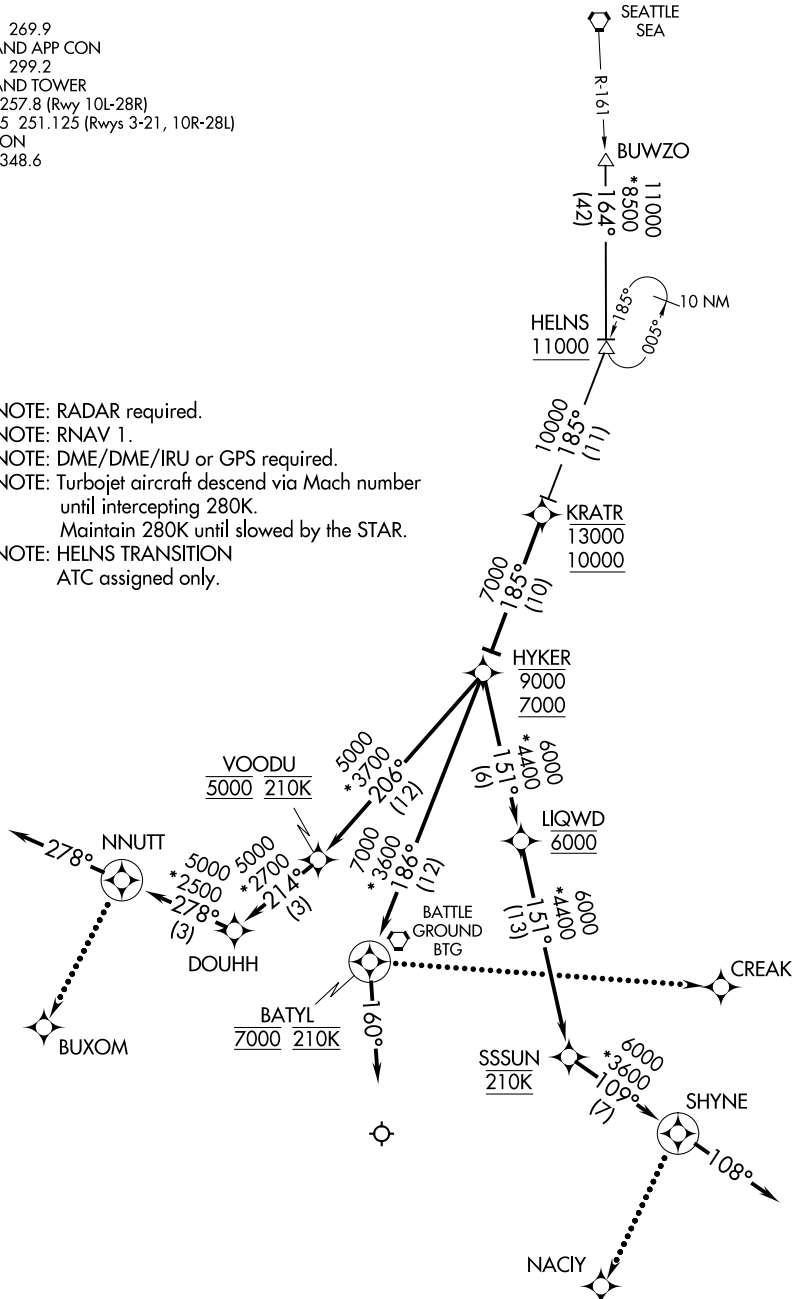 269.9
AND APP CON
299.2
AND TOWER
257.8 (Rwy 10L-28R)
5 251.125 (Rwys 3-21, 10R-28L)
ON
348.6
SEATTLE
SEA
R-161
BUWZO
11000
*8500
164°
(42)
HELNS
11000
185°
005°
10 NM
NOTE: RADAR required.
NOTE: RNAV 1.
NOTE: DME/DME/IRU or GPS required.
NOTE: Turbojet aircraft descend via Mach number
until intercepting 280K.
Maintain 280K until slowed by the STAR.
NOTE: HELNS TRANSITION
ATC assigned only.
10000
185°
(11)
KRATR
13000
10000
7000
185°
(10)
HYKER
9000
7000
VOODU
5000 210K
5000
*3700
206°
(12)
7000
*3600
186°
(12)
6000
*4400
151°
(6)
LIQWD
6000
NNUTT
278°
5000
*2500
278°
(3)
5000
*2700
214°
(3)
DOUHH
BUXOM
BATTLE
GROUND
BTG
BATYL
7000 210K
160°
6000
*4400
151°
(13)
CREAK
SSSUN
210K
6000
*3600
109°
(7)
SHYNE
108°
NACIY